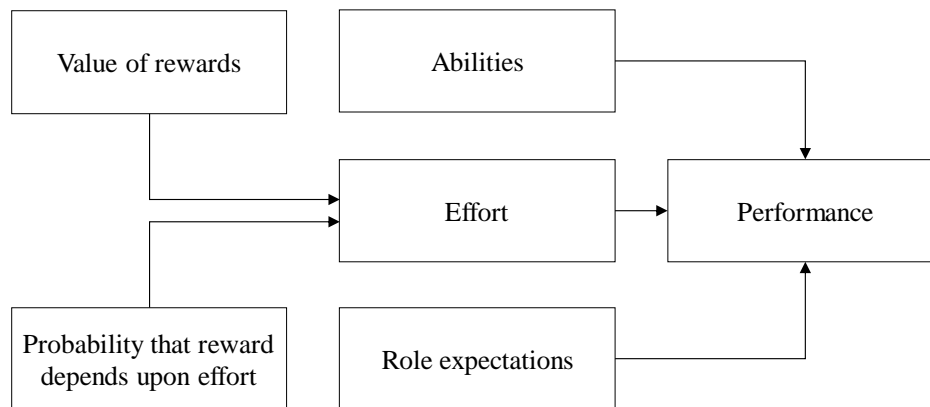 Value of rewards
Abilities
Effort
Performance
Probability that reward
depends upon effort
Role expectations